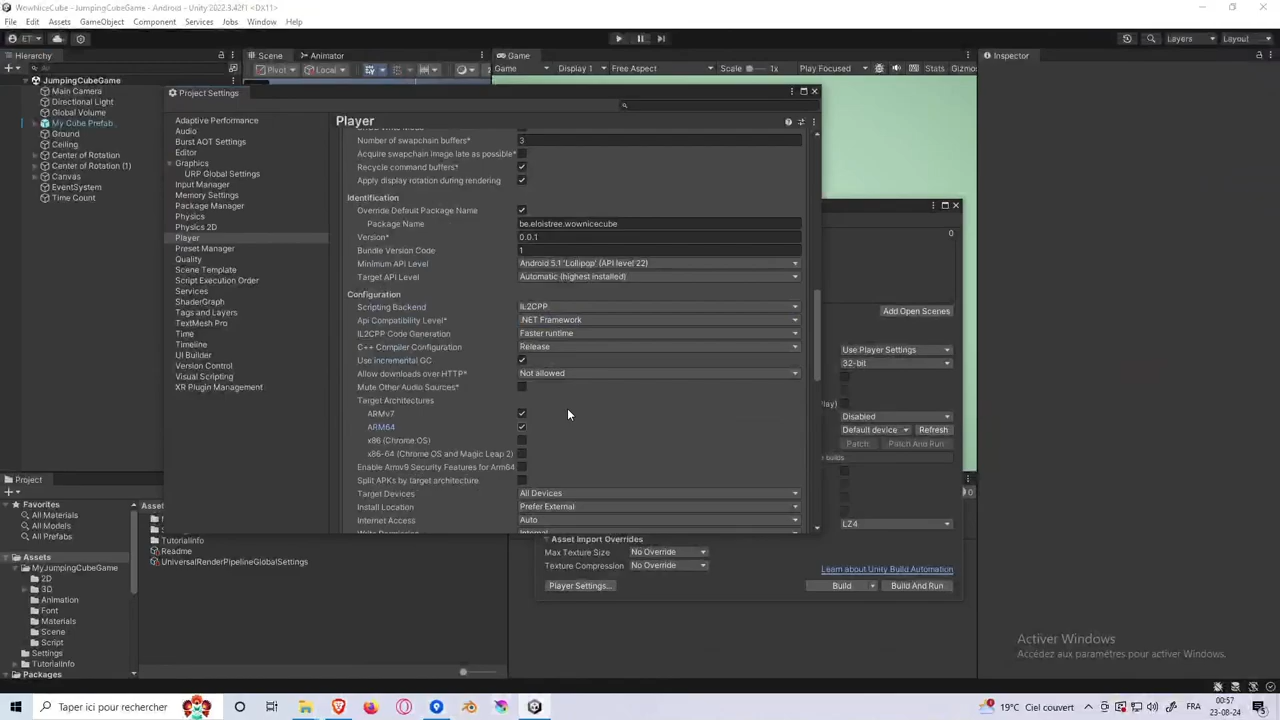 WowNiceCube - JumpingCubeGame - Android - Unity 2022.3.42f1 <DX11>
File Edit Assets GameObject Component Services Jobs Window Help
ET
Layers Layout
Hierarchy
Scene Animator
Game
Inspector
All
Pivot Local
Game Display 1 Free Aspect Scale 1x Play Focused Stats Gizmos
JumpingCubeGame
Main Camera
Directional Light
Global Volume
My Cube Prefab
Ground
Ceiling
Center of Rotation
Center of Rotation (1)
Canvas
EventSystem
Time Count
Project Settings
Adaptive Performance
Audio
Burst AOT Settings
Editor
Graphics
URP Global Settings
Input Manager
Memory Settings
Package Manager
Physics
Physics 2D
Player
Preset Manager
Quality
Scene Template
Script Execution Order
Services
ShaderGraph
Tags and Layers
TextMesh Pro
Time
Timeline
UI Builder
Version Control
Visual Scripting
XR Plugin Management
Player
Number of swapchain buffers* 3
Acquire swapchain image late as possible*
Recycle command buffers*
Apply display rotation during rendering
Identification
Override Default Package Name
Package Name be.eloistree.wownicecube
Version* 0.0.1
Bundle Version Code 1
Minimum API Level Android 5.1 'Lollipop' (API level 22)
Target API Level Automatic (highest installed)
Configuration
Scripting Backend IL2CPP
Api Compatibility Level* .NET Framework
IL2CPP Code Generation Faster runtime
C++ Compiler Configuration Release
Use incremental GC
Allow downloads over HTTP* Not allowed
Mute Other Audio Sources*
Target Architectures
ARMv7
ARM64
x86 (Chrome OS)
x86-64 (Chrome OS and Magic Leap 2)
Enable Armv9 Security Features for Arm64
Split APKs by target architecture
Target Devices All Devices
Install Location Prefer External
Internet Access Auto
0
Add Open Scenes
Use Player Settings
32-bit
Disabled
Default device Refresh
Patch Patch And Run
builds
LZ4
0
Asset Import Overrides
Max Texture Size No Override
Texture Compression No Override
Learn about Unity Build Automation
Player Settings... Build Build And Run
Project
Favorites
All Materials
All Models
All Prefabs
Assets
MyJumpingCubeGame
2D
3D
Animation
Font
Materials
Scene
Script
Settings
TutorialInfo
Packages
TutorialInfo
Readme
UniversalRenderPipelineGlobalSettings
Activer Windows
Accédez aux paramètres pour activer Windows.
Taper ici pour rechercher
19°C Ciel couvert
FRA
00:57
23-08-24